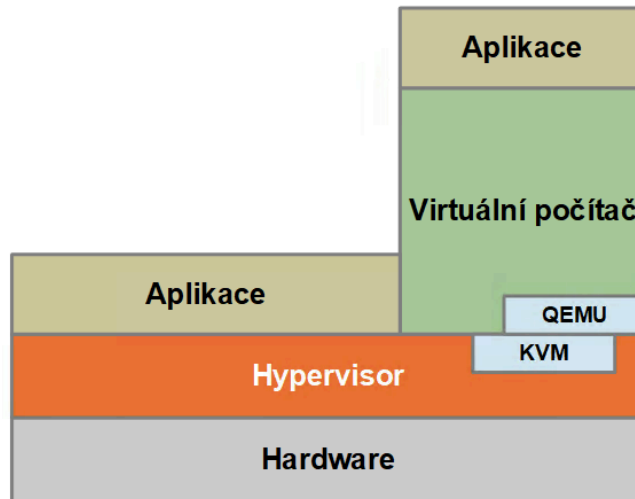 Aplikace
Virtuální počítač
Aplikace
QEMU
KVM
Hypervisor
Hardware